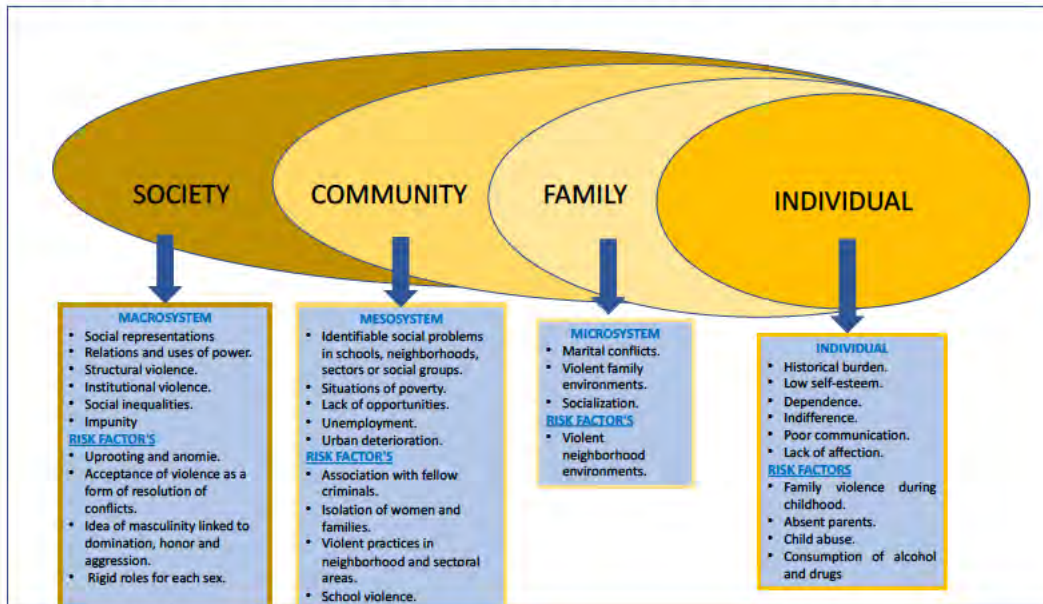 SOCIETY
COMMUNITY
FAMILY
INDIVIDUAL
MACROSYSTEM
• Social representations
• Relations and uses of power.
• Structural violence.
• Institutional violence.
• Social inequalities.
• Impunity
RISK FACTOR'S
• Uprooting and anomie.
• Acceptance of violence as a
form of resolution of
conflicts.
• Idea of masculinity linked to
domination, honor and
aggression.
• Rigid roles for each sex.
MESOSYSTEM
• Identifiable social problems
in schools, neighborhoods,
sectors or social groups.
• Situations of poverty.
• Lack of opportunities.
• Unemployment.
• Urban deterioration.
RISK FACTOR'S
• Association with fellow
criminals.
• Isolation of women and
families.
• Violent practices in
neighborhood and sectoral
areas.
• School violence.
MICROSYSTEM
• Marital conflicts.
• Violent family
environments.
• Socialization.
RISK FACTOR'S
• Violent
neighborhood
environments.
INDIVIDUAL
• Historical burden.
• Low self-esteem.
• Dependence.
• Indifference.
• Poor communication.
• Lack of affection.
RISK FACTORS
• Family violence during
childhood.
• Absent parents.
• Child abuse.
• Consumption of alcohol
and drugs